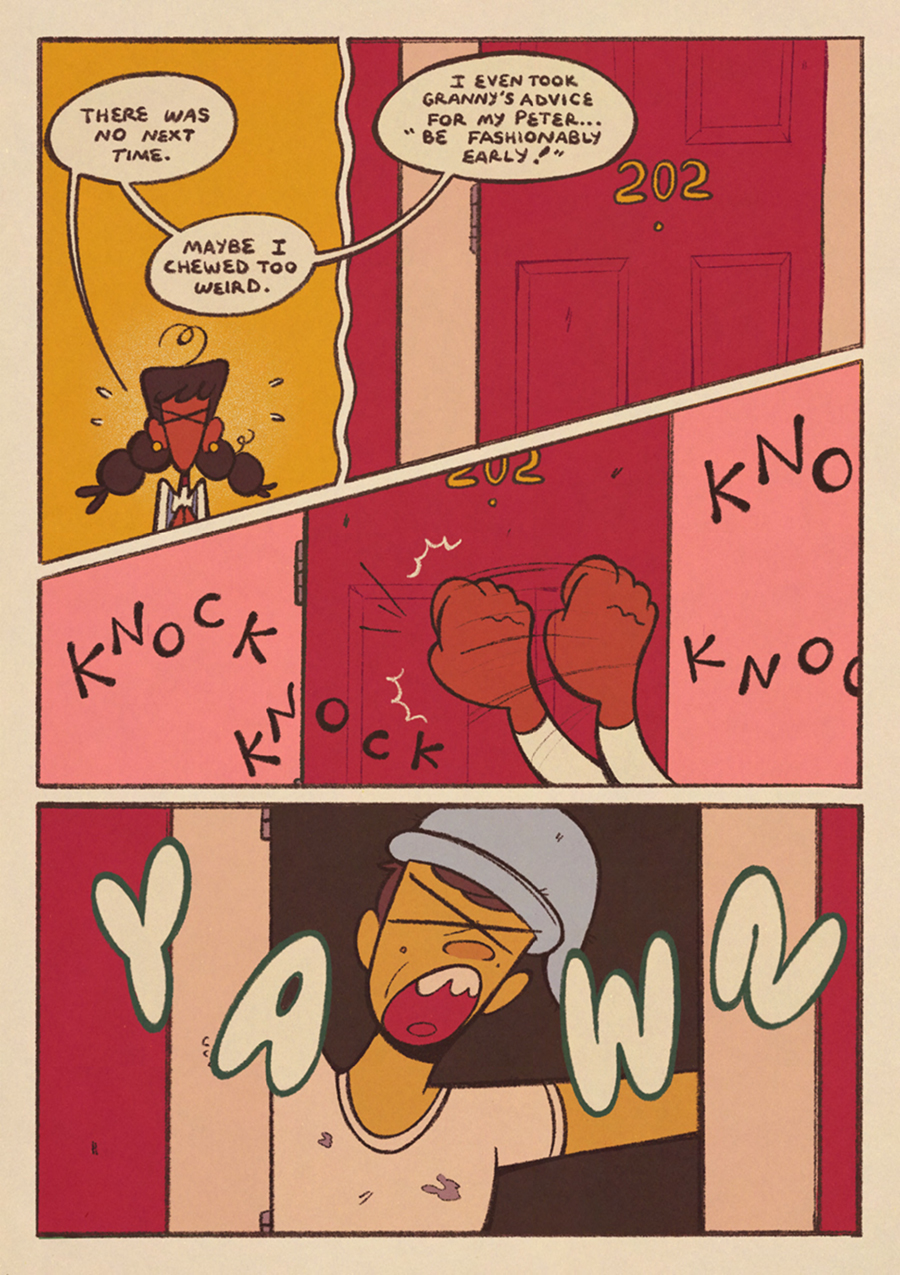 THERE WAS
NO NEXT
TIME.
MAYBE I
CHEWED TOO
WEIRD.
I EVEN TOOK
GRANNY'S ADVICE
FOR MY PETER...
"BE FASHIONABLY
EARLY!"
202
202
KNO
KNOCK
KNOC
KNOCK
YAWN